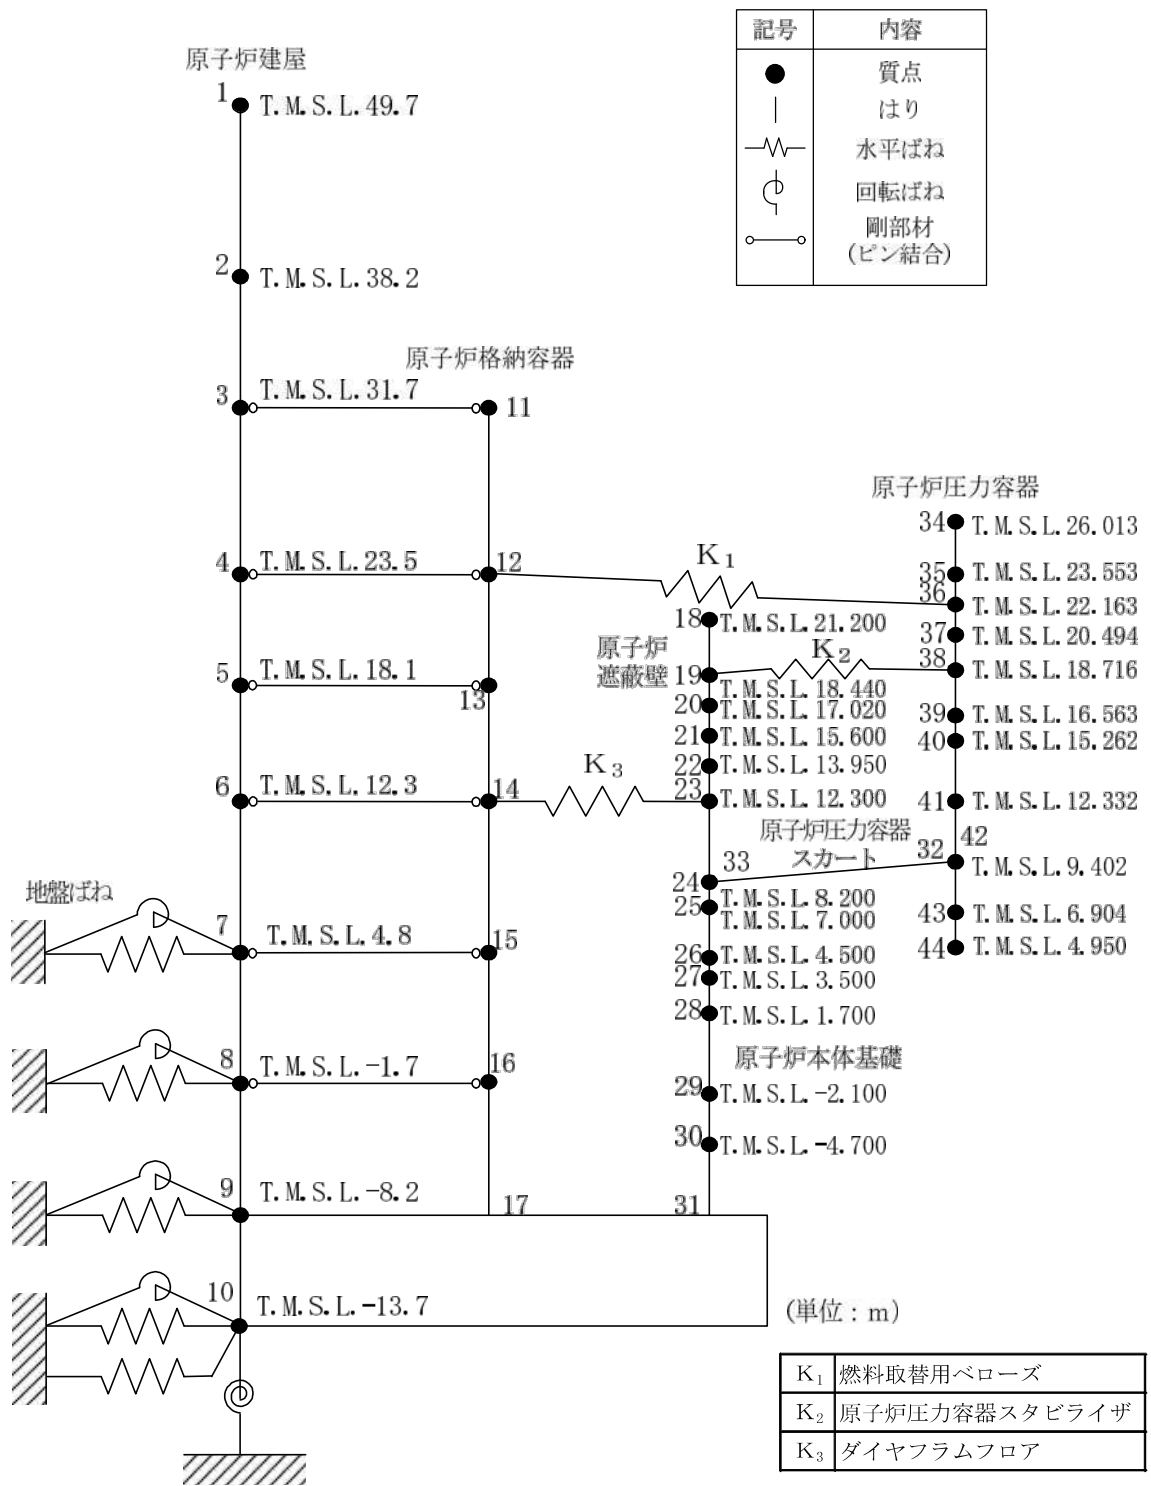 記号 内容
質点
はり
水平ばね
回転ばね
剛部材
(ピン結合)
原子炉建屋
1 T.M.S.L.49.7
2 T.M.S.L.38.2
原子炉格納容器
3 T.M.S.L.31.7 11
原子炉圧力容器
34 T.M.S.L.26.013
4 T.M.S.L.23.5 12 K1
35 T.M.S.L.23.553
36 T.M.S.L.22.163
18 T.M.S.L.21.200
37 T.M.S.L.20.494
原子炉
遮蔽壁
K2
5 T.M.S.L.18.1 13
19 T.M.S.L.18.440
38 T.M.S.L.18.716
20 T.M.S.L.17.020
39 T.M.S.L.16.563
21 T.M.S.L.15.600
40 T.M.S.L.15.262
22 T.M.S.L.13.950
6 T.M.S.L.12.3 14 K3
23 T.M.S.L.12.300
41 T.M.S.L.12.332
原子炉圧力容器
スカート
33 32 42
T.M.S.L.9.402
24 T.M.S.L.8.200
25 T.M.S.L.7.000
43 T.M.S.L.6.904
地盤ばね
7 T.M.S.L.4.8 15
26 T.M.S.L.4.500
44 T.M.S.L.4.950
27 T.M.S.L.3.500
28 T.M.S.L.1.700
原子炉本体基礎
8 T.M.S.L.-1.7 16
29 T.M.S.L.-2.100
30 T.M.S.L.-4.700
9 T.M.S.L.-8.2 17 31
10 T.M.S.L.-13.7
(単位：m)
K1 燃料取替用ベローズ
K2 原子炉圧力容器スタビライザ
K3 ダイヤフラムフロア